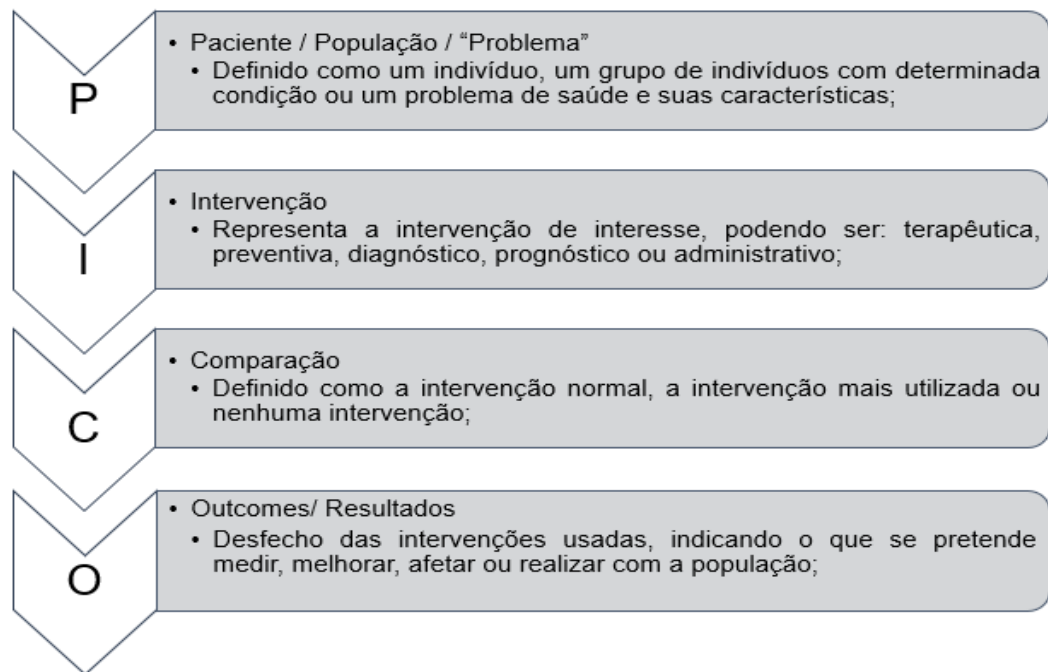 P
• Paciente / População / “Problema”
• Definido como um indivíduo, um grupo de indivíduos com determinada
condição ou um problema de saúde e suas características;
I
• Intervenção
• Representa a intervenção de interesse, podendo ser: terapêutica,
preventiva, diagnóstico, prognóstico ou administrativo;
C
• Comparação
• Definido como a intervenção normal, a intervenção mais utilizada ou
nenhuma intervenção;
O
• Outcomes/ Resultados
• Desfecho das intervenções usadas, indicando o que se pretende
medir, melhorar, afetar ou realizar com a população;